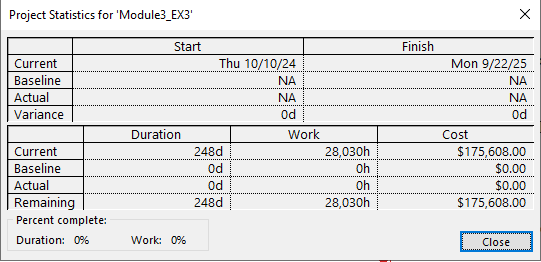 Project Statistics for 'Module3_EX3'
Start Finish
Current Thu 10/10/24 Mon 9/22/25
Baseline NA NA
Actual NA NA
Variance 0d 0d
Duration Work Cost
Current 248d 28,030h $175,608.00
Baseline 0d 0h $0.00
Actual 0d 0h $0.00
Remaining 248d 28,030h $175,608.00
Percent complete:
Duration: 0% Work: 0% Close